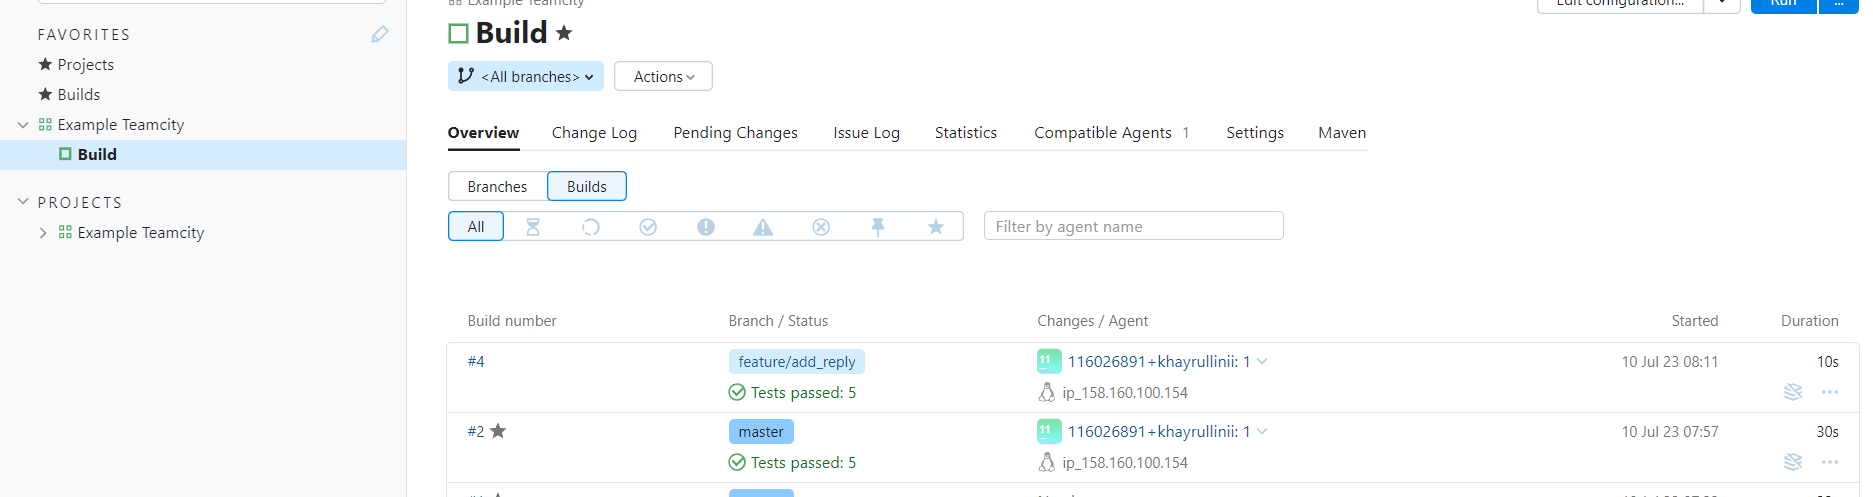 Example Teamcity
Edit configuration... Run ...
FAVORITES
Build
Projects
<All branches> Actions
Builds
Example Teamcity
Build
Overview Change Log Pending Changes Issue Log Statistics Compatible Agents 1 Settings Maven
PROJECTS
Example Teamcity
Branches Builds
All Filter by agent name
Build number Branch / Status Changes / Agent Started Duration
#4 feature/add_reply 11 116026891+khayrullinii: 1 10 Jul 23 08:11 10s
Tests passed: 5 ip_158.160.100.154 ...
#2 master 11 116026891+khayrullinii: 1 10 Jul 23 07:57 30s
Tests passed: 5 ip_158.160.100.154 ...